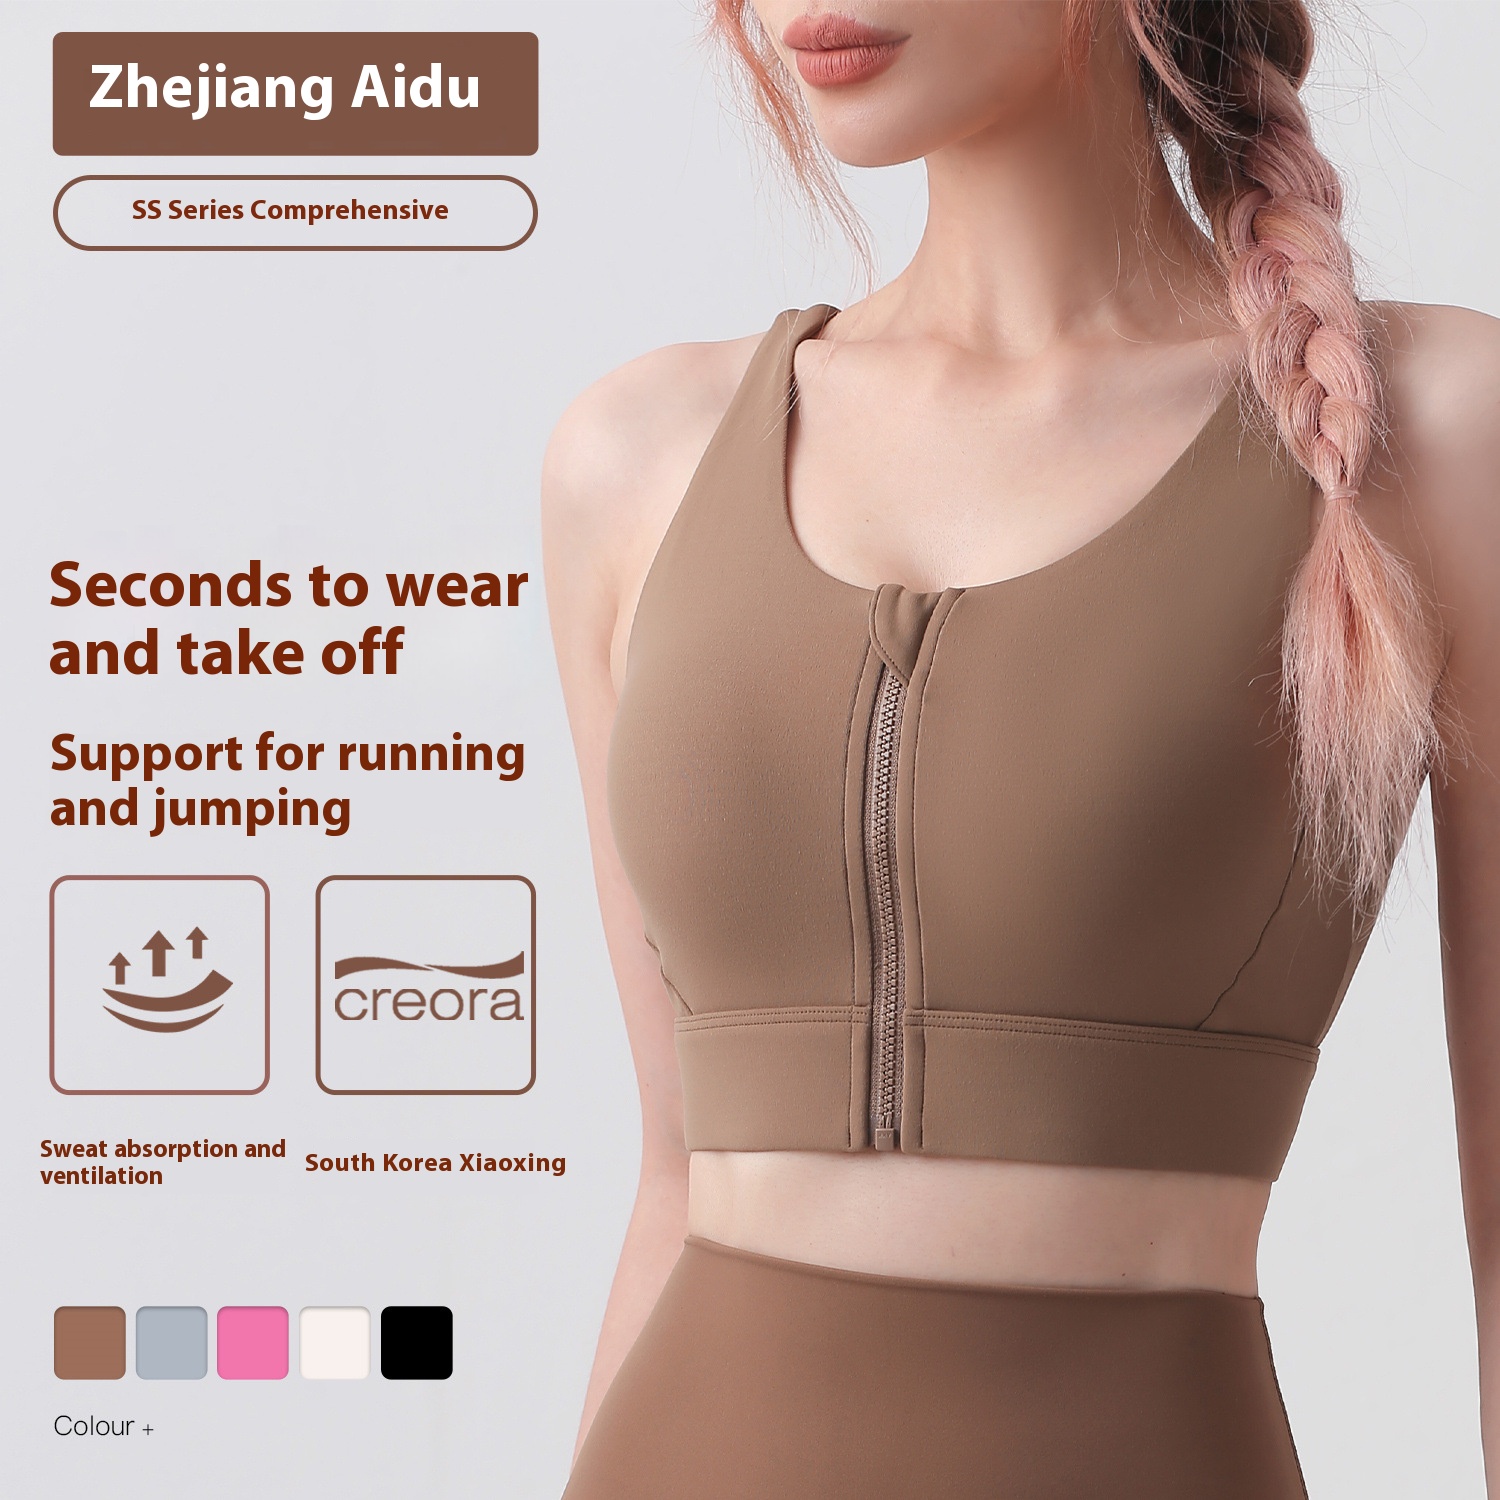 Zhejiang Aidu
SS Series Comprehensive
Seconds to wear
and take off
Support for running
and jumping
creora
Sweat absorption and
ventilation
South Korea Xiaoxing
Colour +